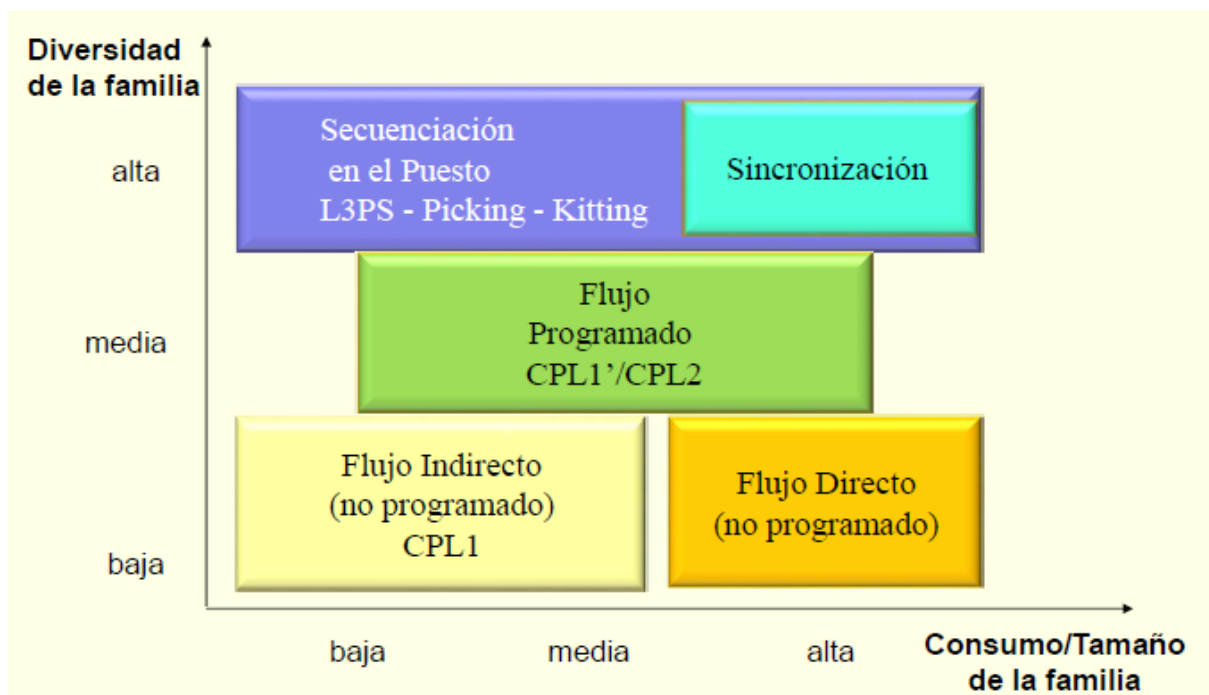 Diversidad
de la familia
alta
Secuenciación
en el Puesto
L3PS - Picking - Kitting
Sincronización
media
Flujo
Programado
CPL1’/CPL2
baja
Flujo Indirecto
(no programado)
CPL1
Flujo Directo
(no programado)
baja
media
alta
Consumo/Tamaño
de la familia